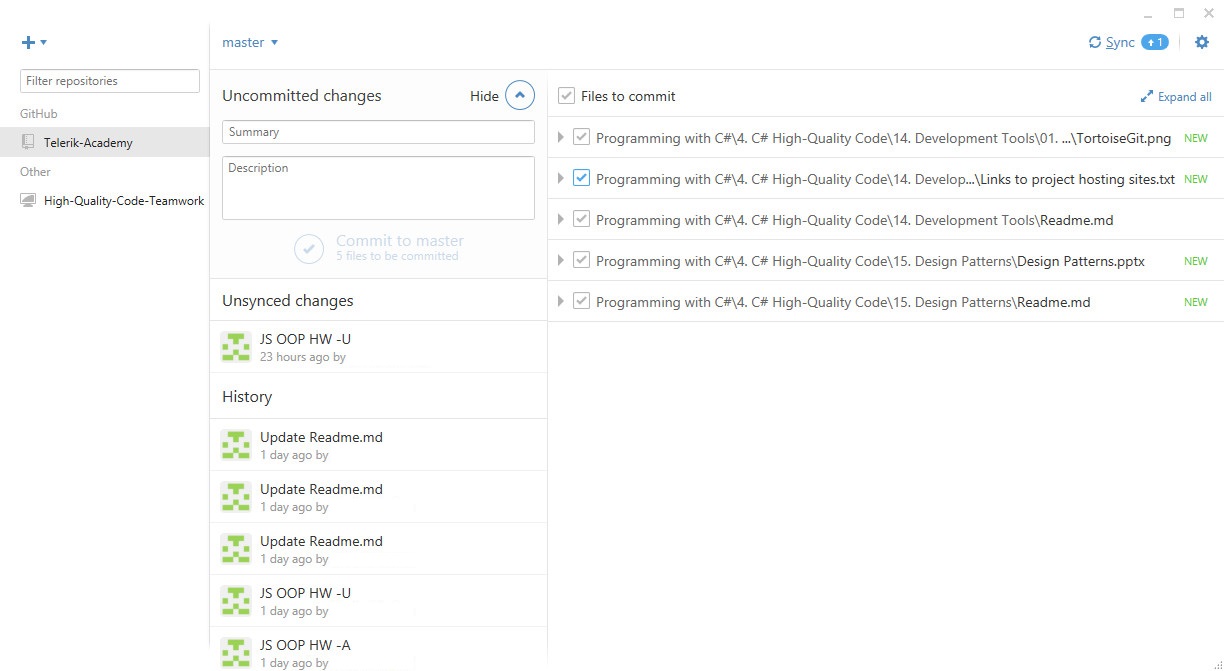 master
Sync 1
Filter repositories
GitHub
Telerik-Academy
Other
High-Quality-Code-Teamwork
Uncommitted changes
Hide
Summary
Description
Commit to master
5 files to be committed
Unsynced changes
JS OOP HW -U
23 hours ago by
History
Update Readme.md
1 day ago by
Update Readme.md
1 day ago by
Update Readme.md
1 day ago by
JS OOP HW -U
1 day ago by
JS OOP HW -A
1 day ago by
Files to commit
Expand all
Programming with C#\4. C# High-Quality Code\14. Development Tools\01. ...\TortoiseGit.png NEW
Programming with C#\4. C# High-Quality Code\14. Develop...\Links to project hosting sites.txt NEW
Programming with C#\4. C# High-Quality Code\14. Development Tools\Readme.md
Programming with C#\4. C# High-Quality Code\15. Design Patterns\Design Patterns.pptx NEW
Programming with C#\4. C# High-Quality Code\15. Design Patterns\Readme.md NEW